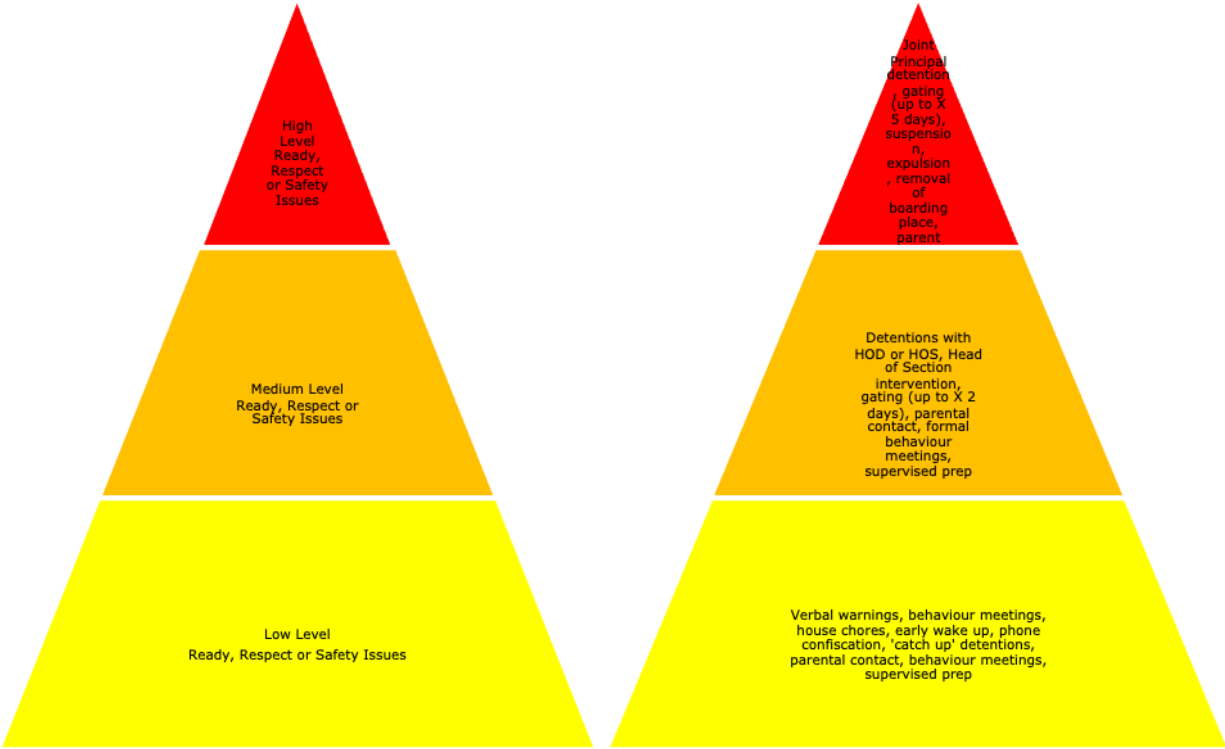 High
Level
Ready,
Respect
or Safety
Issues
Medium Level
Ready, Respect or
Safety Issues
Low Level
Ready, Respect or Safety Issues
Joint
Principal
detention
, gating
(up to X
5 days),
suspensio
n,
expulsion
, removal
of
boarding
place,
parent
Detentions with
HOD or HOS, Head
of Section
intervention,
gating (up to X 2
days), parental
contact, formal
behaviour
meetings,
supervised prep
Verbal warnings, behaviour meetings,
house chores, early wake up, phone
confiscation, 'catch up' detentions,
parental contact, behaviour meetings,
supervised prep